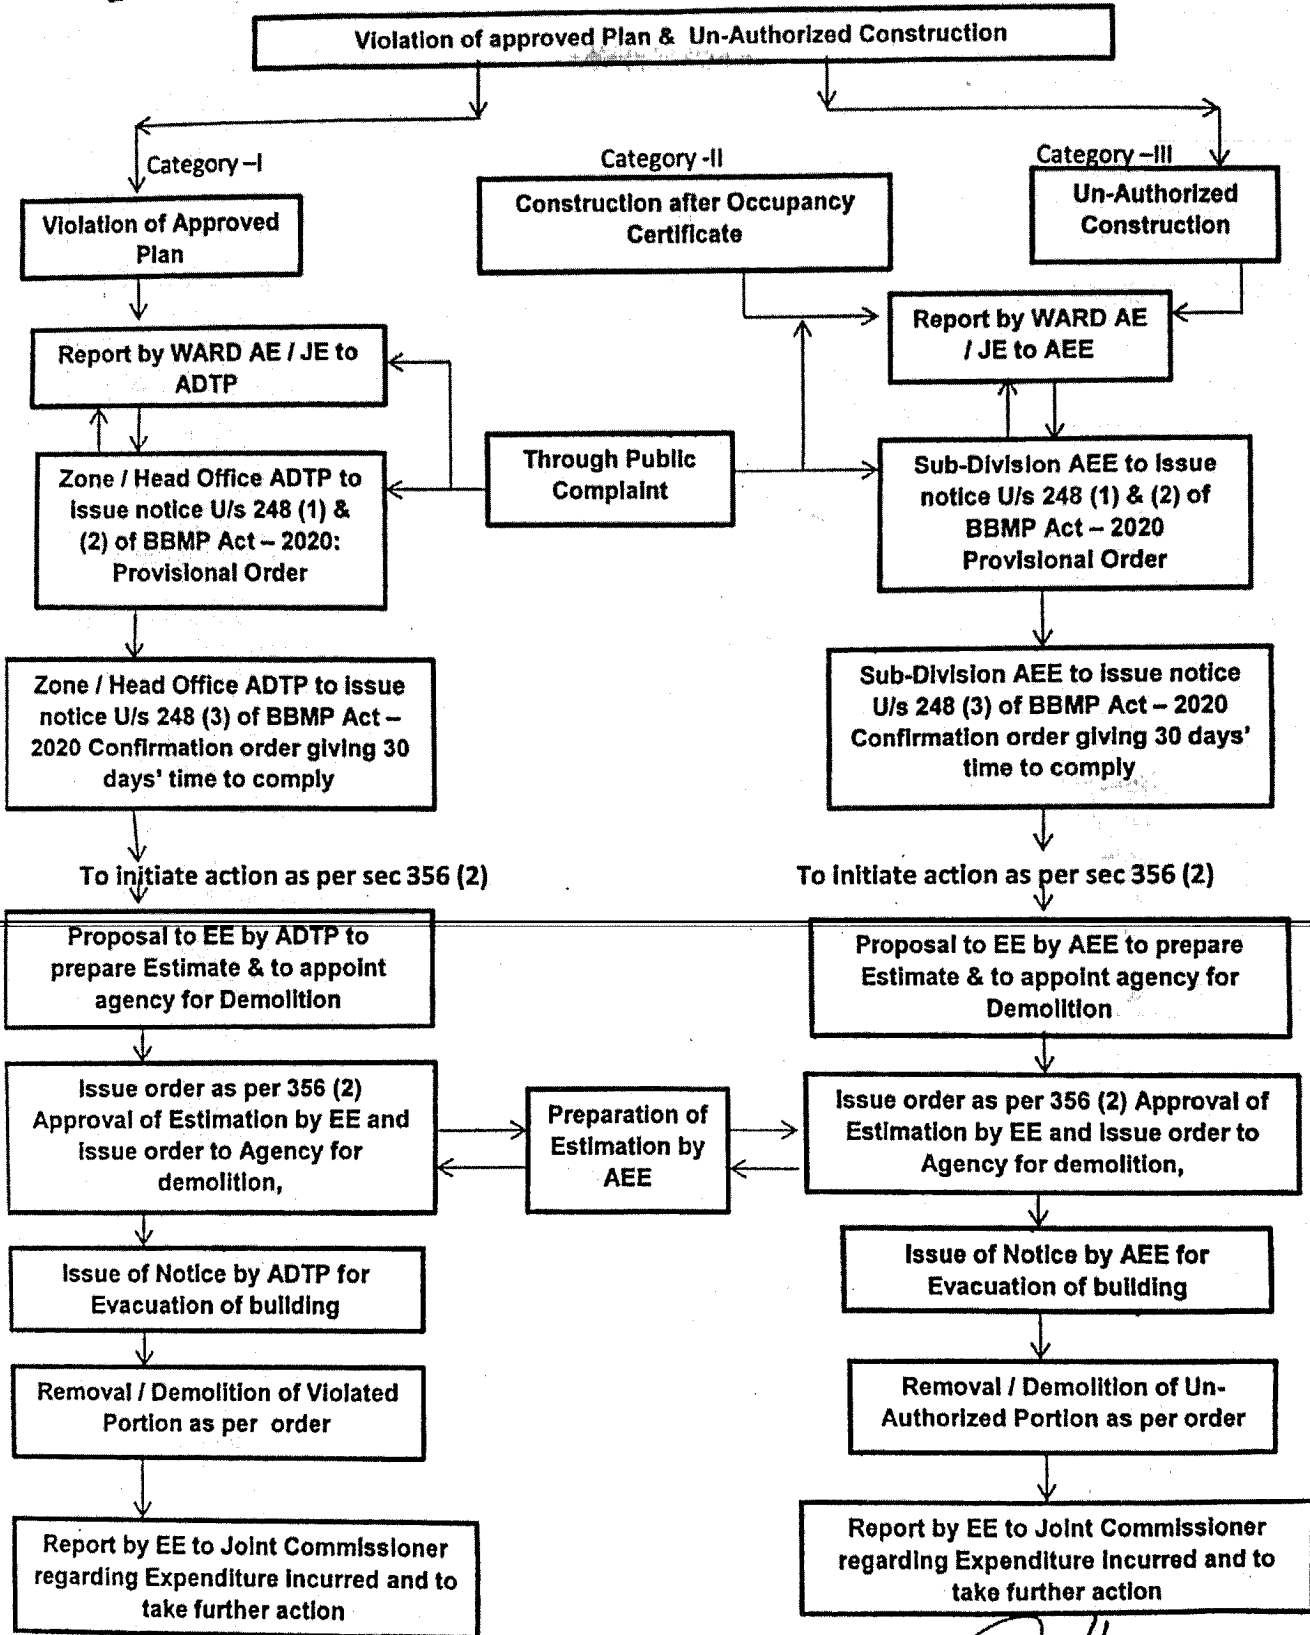 Violation of approved Plan & Un-Authorized Construction
Category –I
Violation of Approved
Plan
Category -II
Construction after Occupancy
Certificate
Category –III
Un-Authorized
Construction
Report by WARD AE / JE to
ADTP
Report by WARD AE
/ JE to AEE
Through Public
Complaint
Zone / Head Office ADTP to
issue notice U/s 248 (1) &
(2) of BBMP Act – 2020:
Provisional Order
Sub-Division AEE to issue
notice U/s 248 (1) & (2) of
BBMP Act – 2020
Provisional Order
Zone / Head Office ADTP to issue
notice U/s 248 (3) of BBMP Act –
2020 Confirmation order giving 30
days' time to comply
Sub-Division AEE to issue notice
U/s 248 (3) of BBMP Act – 2020
Confirmation order giving 30 days'
time to comply
To initiate action as per sec 356 (2)
To initiate action as per sec 356 (2)
Proposal to EE by ADTP to
prepare Estimate & to appoint
agency for Demolition
Proposal to EE by AEE to prepare
Estimate & to appoint agency for
Demolition
Issue order as per 356 (2)
Approval of Estimation by EE and
issue order to Agency for
demolition,
Preparation of
Estimation by
AEE
Issue order as per 356 (2) Approval of
Estimation by EE and issue order to
Agency for demolition,
Issue of Notice by ADTP for
Evacuation of building
Issue of Notice by AEE for
Evacuation of building
Removal / Demolition of Violated
Portion as per order
Removal / Demolition of Un-
Authorized Portion as per order
Report by EE to Joint Commissioner
regarding Expenditure incurred and to
take further action
Report by EE to Joint Commissioner
regarding Expenditure incurred and to
take further action